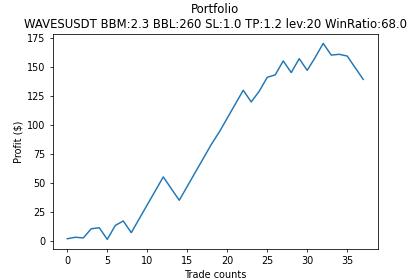 Portfolio
WAVESUSDT BBM:2.3 BBL:260 SL:1.0 TP:1.2 lev:20 WinRatio:68.0
175
150
125
100
75
50
25
0
Profit ($)
0 5 10 15 20 25 30 35
Trade counts